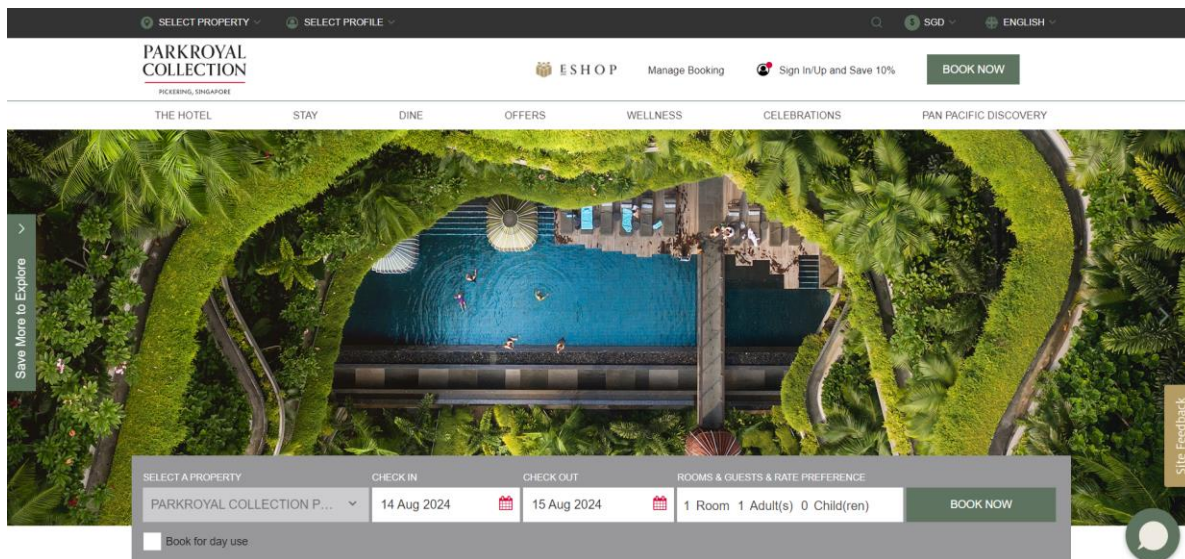 SELECT PROPERTY SELECT PROFILE $ SGD ENGLISH
PARKROYAL
COLLECTION
PICKERING, SINGAPORE
ESHOP Manage Booking Sign In/Up and Save 10% BOOK NOW
THE HOTEL STAY DINE OFFERS WELLNESS CELEBRATIONS PAN PACIFIC DISCOVERY
Save More to Explore
Site Feedback
SELECT A PROPERTY CHECK IN CHECK OUT ROOMS & GUESTS & RATE PREFERENCE
PARKROYAL COLLECTION P... 14 Aug 2024 15 Aug 2024 1 Room 1 Adult(s) 0 Child(ren) BOOK NOW
Book for day use